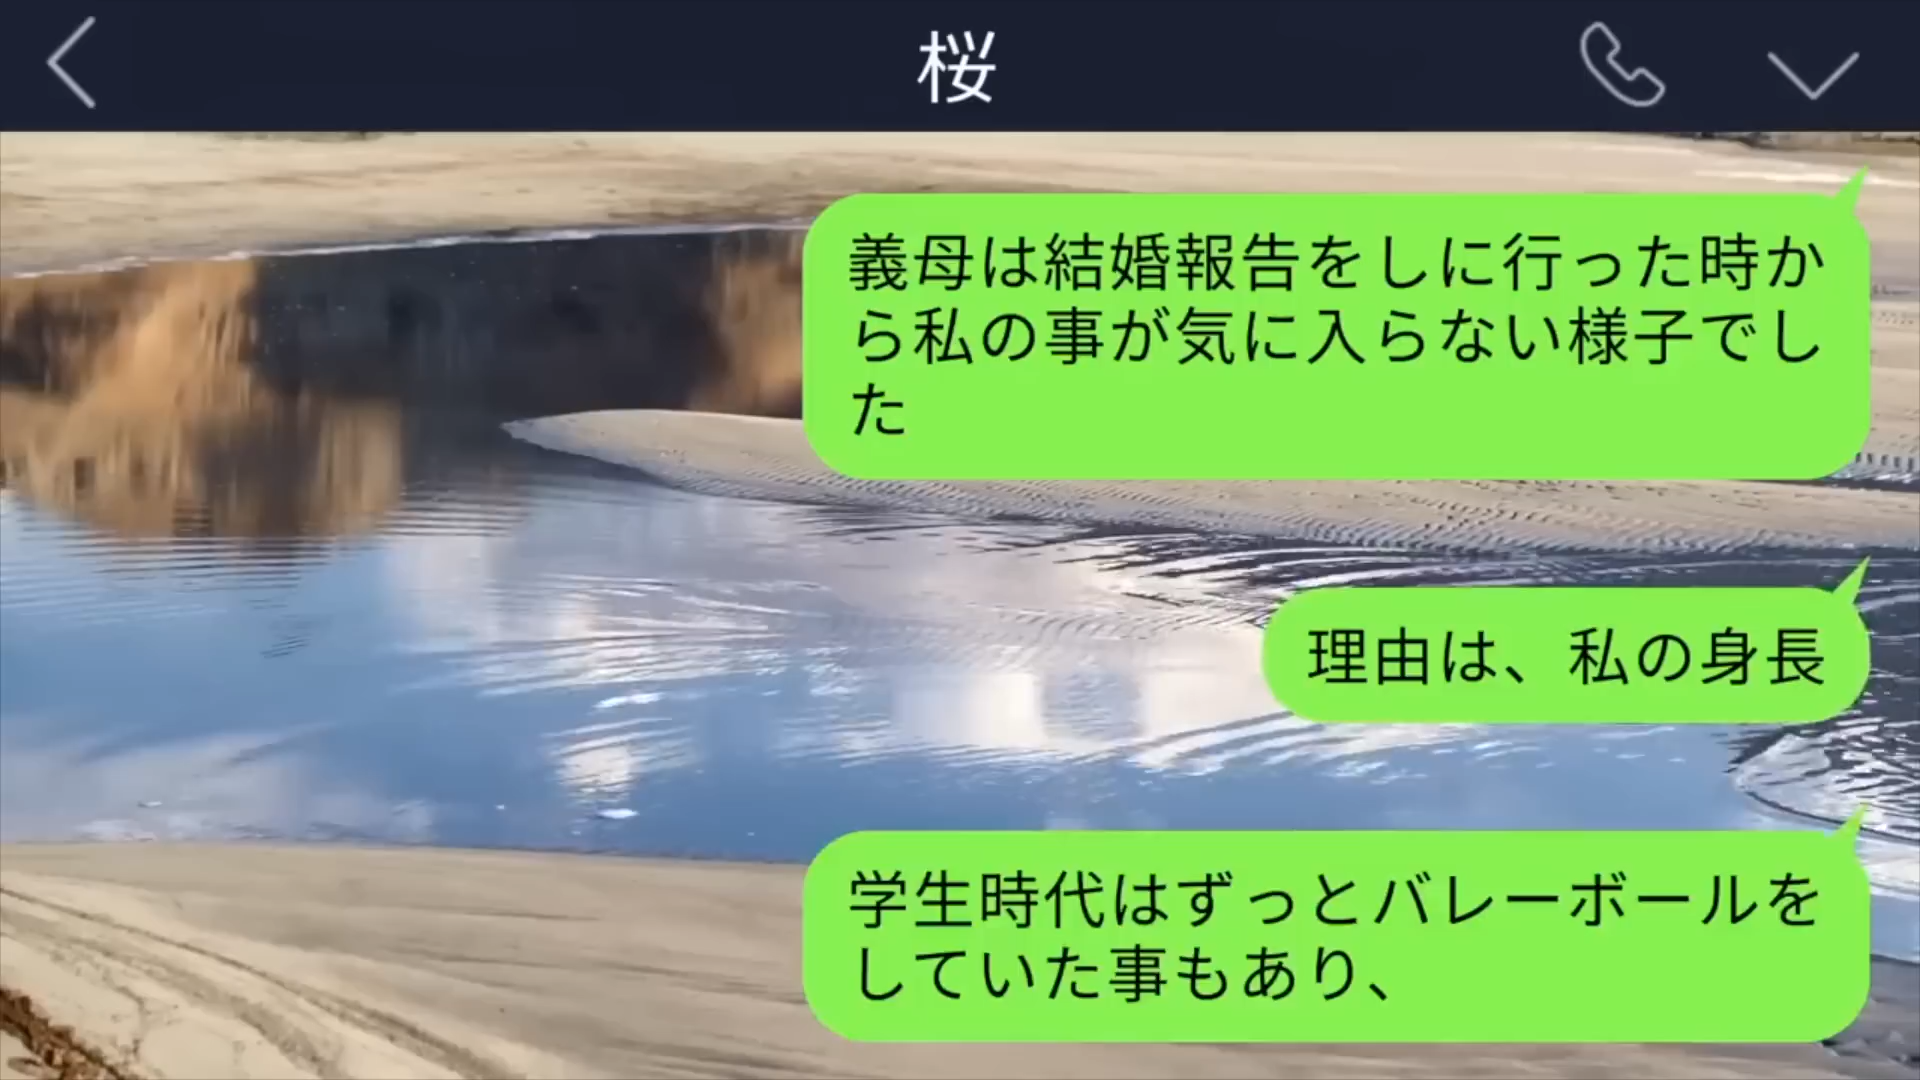 桜
義母は結婚報告をしに行った時か
ら私の事が気に入らない様子でし
た
理由は、私の身長
学生時代はずっとバレーボールを
していた事もあり、